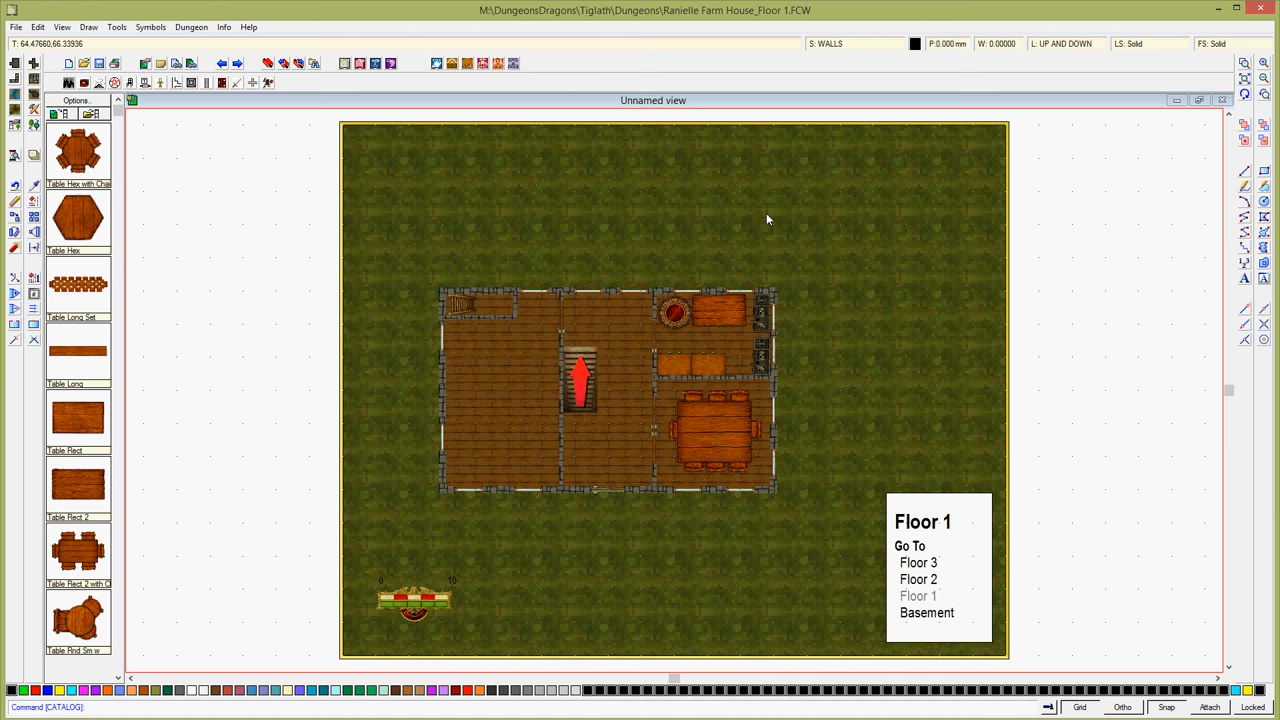 M:\DungeonsDragons\Tiglath\Dungeons\Ranielle Farm House_Floor 1.FCW
File Edit View Draw Tools Symbols Dungeon Info Help
T: 64.47660,66.33936 S: WALLS P:0.000 mm W: 0.00000 L: UP AND DOWN LS: Solid FS: Solid
Options..
Unnamed view
Table Hex with Chai
Table Hex
Table Long Set
Table Long
Table Rect
Table Rect 2
Table Rect 2 with C
Table Rnd Sm w
0 10
Floor 1
Go To
Floor 3
Floor 2
Floor 1
Basement
Command [CATALOG]: Grid Ortho Snap Attach Locked